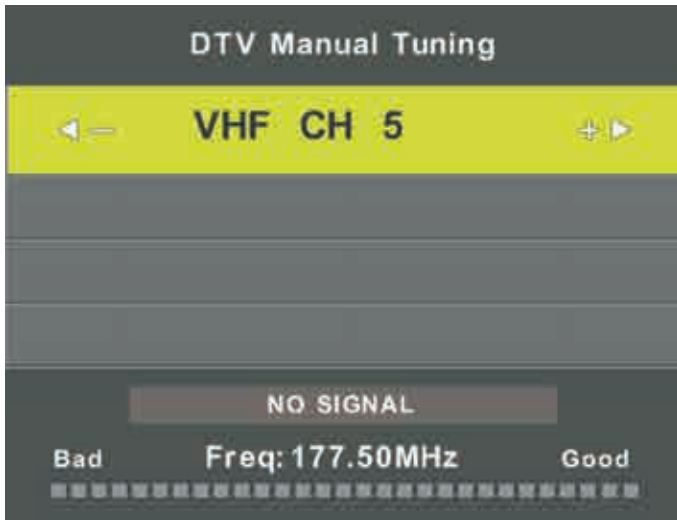 DTV Manual Tuning
− VHF CH 5 +
NO SIGNAL
Bad Freq: 177.50MHz Good